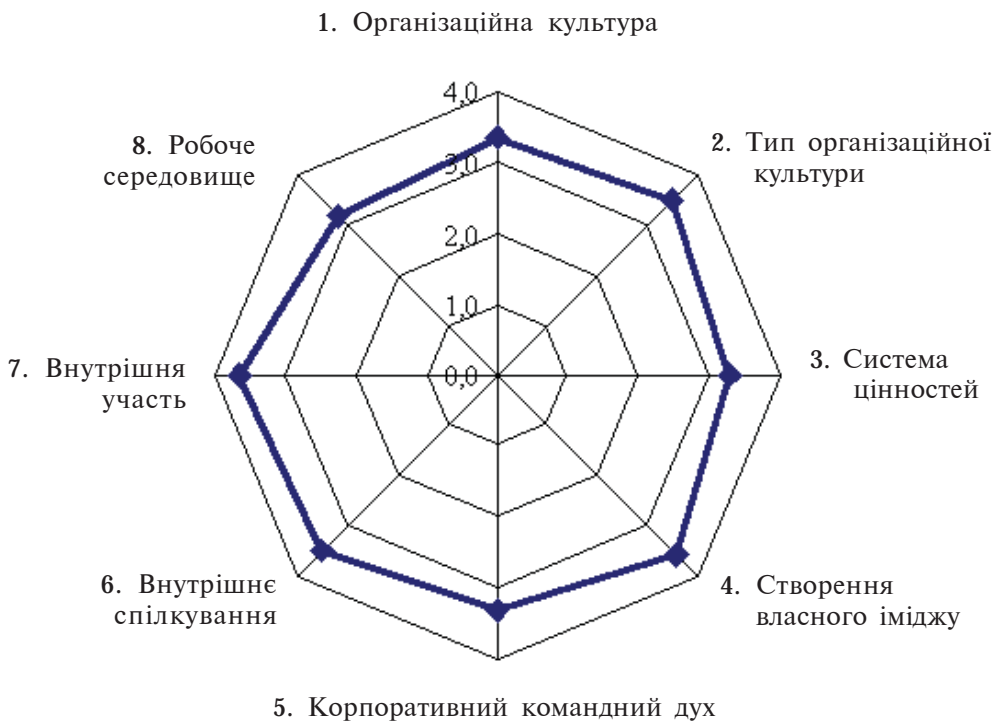 1. Організаційна культура
2. Тип організаційної
культури
3. Система
цінностей
4. Створення
власного іміджу
5. Корпоративний командний дух
6. Внутрішнє
спілкування
7. Внутрішня
участь
8. Робоче
середовище
4,0
3,0
2,0
1,0
0,0